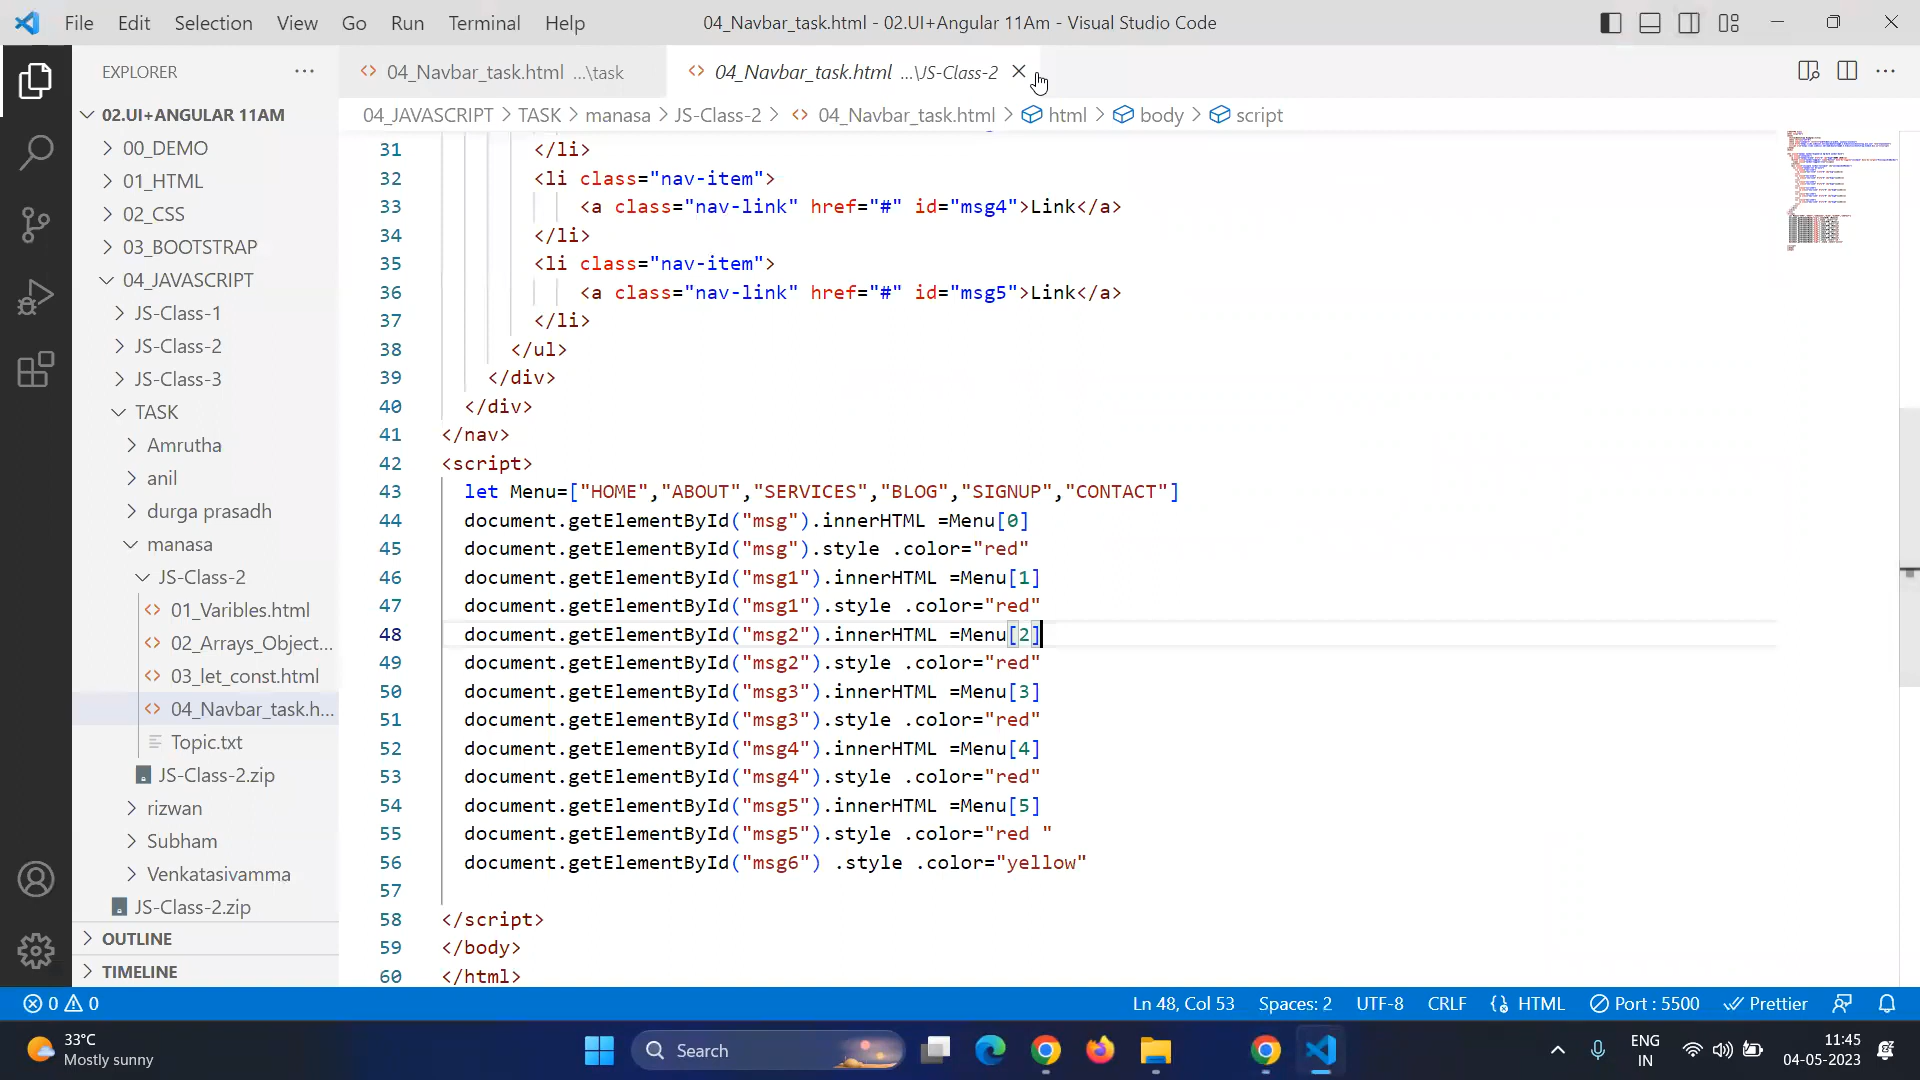 File Edit Selection View Go Run Terminal Help 04_Navbar_task.html - 02.UI+Angular 11Am - Visual Studio Code
EXPLORER ··· 04_Navbar_task.html ...\task 04_Navbar_task.html ...\JS-Class-2
02.UI+ANGULAR 11AM
04_JAVASCRIPT > TASK > manasa > JS-Class-2 > 04_Navbar_task.html > html > body > script
00_DEMO
01_HTML
02_CSS
03_BOOTSTRAP
04_JAVASCRIPT
JS-Class-1
JS-Class-2
JS-Class-3
TASK
Amrutha
anil
durga prasadh
manasa
JS-Class-2
01_Varibles.html
02_Arrays_Object...
03_let_const.html
04_Navbar_task.h...
Topic.txt
JS-Class-2.zip
rizwan
Subham
Venkatasivamma
JS-Class-2.zip
OUTLINE
TIMELINE
31 </li>
32 <li class="nav-item">
33 <a class="nav-link" href="#" id="msg4">Link</a>
34 </li>
35 <li class="nav-item">
36 <a class="nav-link" href="#" id="msg5">Link</a>
37 </li>
38 </ul>
39 </div>
40 </div>
41 </nav>
42 <script>
43 let Menu=["HOME","ABOUT","SERVICES","BLOG","SIGNUP","CONTACT"]
44 document.getElementById("msg").innerHTML =Menu[0]
45 document.getElementById("msg").style .color="red"
46 document.getElementById("msg1").innerHTML =Menu[1]
47 document.getElementById("msg1").style .color="red"
48 document.getElementById("msg2").innerHTML =Menu[2]
49 document.getElementById("msg2").style .color="red"
50 document.getElementById("msg3").innerHTML =Menu[3]
51 document.getElementById("msg3").style .color="red"
52 document.getElementById("msg4").innerHTML =Menu[4]
53 document.getElementById("msg4").style .color="red"
54 document.getElementById("msg5").innerHTML =Menu[5]
55 document.getElementById("msg5").style .color="red "
56 document.getElementById("msg6") .style .color="yellow"
57
58 </script>
59 </body>
60 </html>
0 0 Ln 48, Col 53 Spaces: 2 UTF-8 CRLF HTML Port : 5500 Prettier
33°C
Mostly sunny
Search
ENG
IN
11:45
04-05-2023